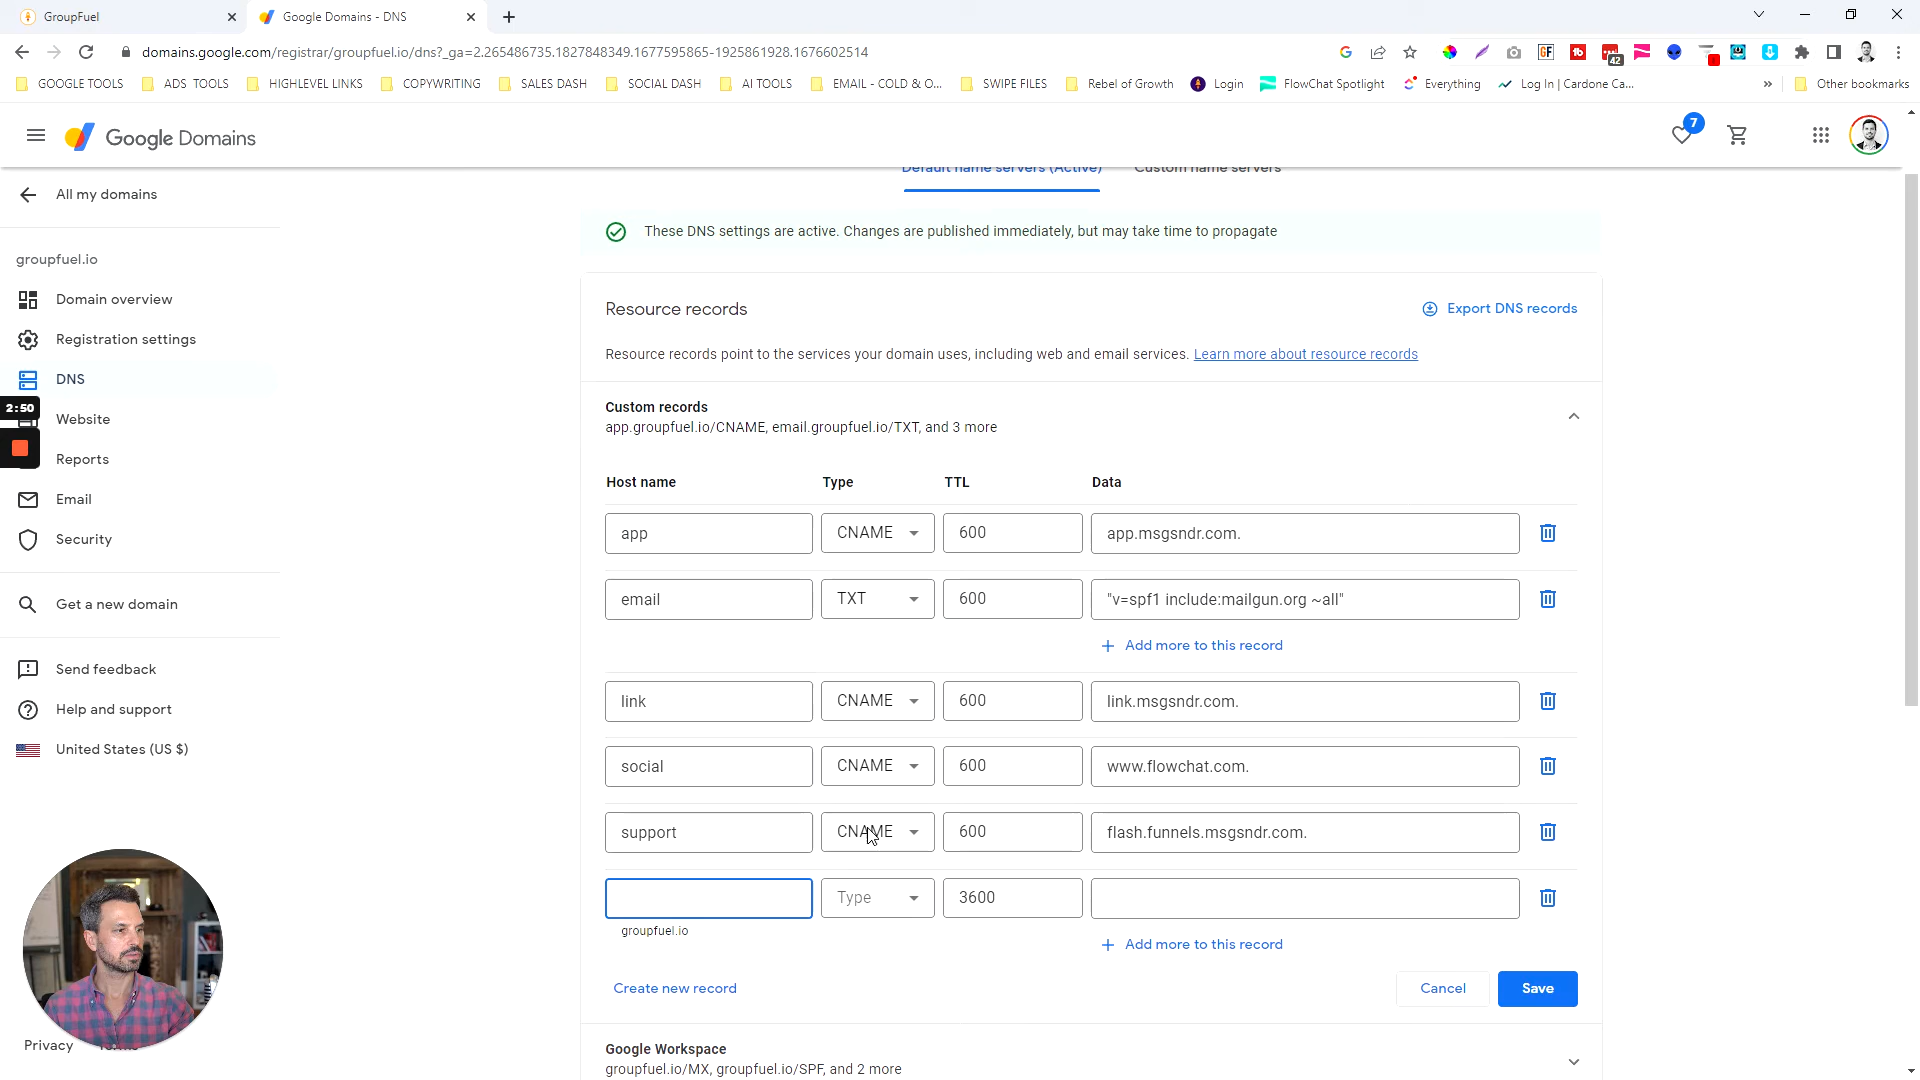 GroupFuel
Google Domains - DNS
domains.google.com/registrar/groupfuel.io/dns?_ga=2.265486735.1827848349.1677595865-1925861928.1676602514
GF
42
GOOGLE TOOLS
ADS TOOLS
HIGHLEVEL LINKS
COPYWRITING
SALES DASH
SOCIAL DASH
AI TOOLS
EMAIL - COLD & O...
SWIPE FILES
Rebel of Growth
Login
FlowChat Spotlight
Everything
Log In | Cardone Ca...
»
Other bookmarks
Google Domains
7
All my domains
groupfuel.io
Domain overview
Registration settings
DNS
2:50
Website
Reports
Email
Security
Get a new domain
Send feedback
Help and support
United States (US $)
Privacy
Default name servers (Active)
Custom name servers
These DNS settings are active. Changes are published immediately, but may take time to propagate
Resource records
Export DNS records
Resource records point to the services your domain uses, including web and email services. Learn more about resource records
Custom records
app.groupfuel.io/CNAME, email.groupfuel.io/TXT, and 3 more
Host name Type TTL Data
app CNAME 600 app.msgsndr.com.
email TXT 600 "v=spf1 include:mailgun.org ~all"
+ Add more to this record
link CNAME 600 link.msgsndr.com.
social CNAME 600 www.flowchat.com.
support CNAME 600 flash.funnels.msgsndr.com.
Type 3600
groupfuel.io
+ Add more to this record
Create new record
Cancel
Save
Google Workspace
groupfuel.io/MX, groupfuel.io/SPF, and 2 more